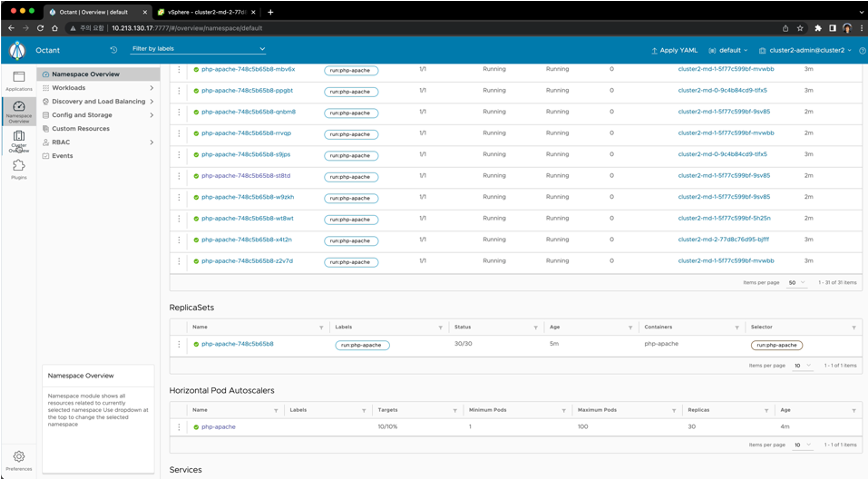 Octant - Overview | default
vSphere - cluster2-md-2-77d8
주의 요함 | 10.213.130.17:7777/#/overview/namespace/default
Octant
Filter by labels
Apply YAML
default
cluster2-admin@cluster2
Applications
Namespace Overview
Cluster Overview
Plugins
Preferences
Namespace Overview
Workloads
Discovery and Load Balancing
Config and Storage
Custom Resources
RBAC
Events
Namespace Overview
Namespace module shows all
resources related to currently
selected namespace Use dropdown at
the top to change the selected
namespace
php-apache-748c5b65b8-mbv6x run:php-apache 1/1 Running Running 0 cluster2-md-1-5f77c599bf-mvwbb 3m
php-apache-748c5b65b8-ppgbt run:php-apache 1/1 Running Running 0 cluster2-md-0-9c4b84cd9-tlfx5 3m
php-apache-748c5b65b8-qnbm8 run:php-apache 1/1 Running Running 0 cluster2-md-1-5f77c599bf-9sv85 2m
php-apache-748c5b65b8-rrvqp run:php-apache 1/1 Running Running 0 cluster2-md-1-5f77c599bf-mvwbb 2m
php-apache-748c5b65b8-s9jps run:php-apache 1/1 Running Running 0 cluster2-md-0-9c4b84cd9-tlfx5 3m
php-apache-748c5b65b8-st8td run:php-apache 1/1 Running Running 0 cluster2-md-1-5f77c599bf-9sv85 2m
php-apache-748c5b65b8-w9zkh run:php-apache 1/1 Running Running 0 cluster2-md-1-5f77c599bf-9sv85 2m
php-apache-748c5b65b8-wt8wt run:php-apache 1/1 Running Running 0 cluster2-md-1-5f77c599bf-5h25n 2m
php-apache-748c5b65b8-x4t2n run:php-apache 1/1 Running Running 0 cluster2-md-2-77d8c76d95-bjfff 3m
php-apache-748c5b65b8-z2v7d run:php-apache 1/1 Running Running 0 cluster2-md-1-5f77c599bf-mvwbb 3m
Items per page 50 1 - 31 of 31 items
ReplicaSets
Name Labels Status Age Containers Selector
php-apache-748c5b65b8 run:php-apache 30/30 5m php-apache run:php-apache
Items per page 10 1 - 1 of 1 items
Horizontal Pod Autoscalers
Name Labels Targets Minimum Pods Maximum Pods Replicas Age
php-apache 10/10% 1 100 30 4m
Items per page 10 1 - 1 of 1 items
Services